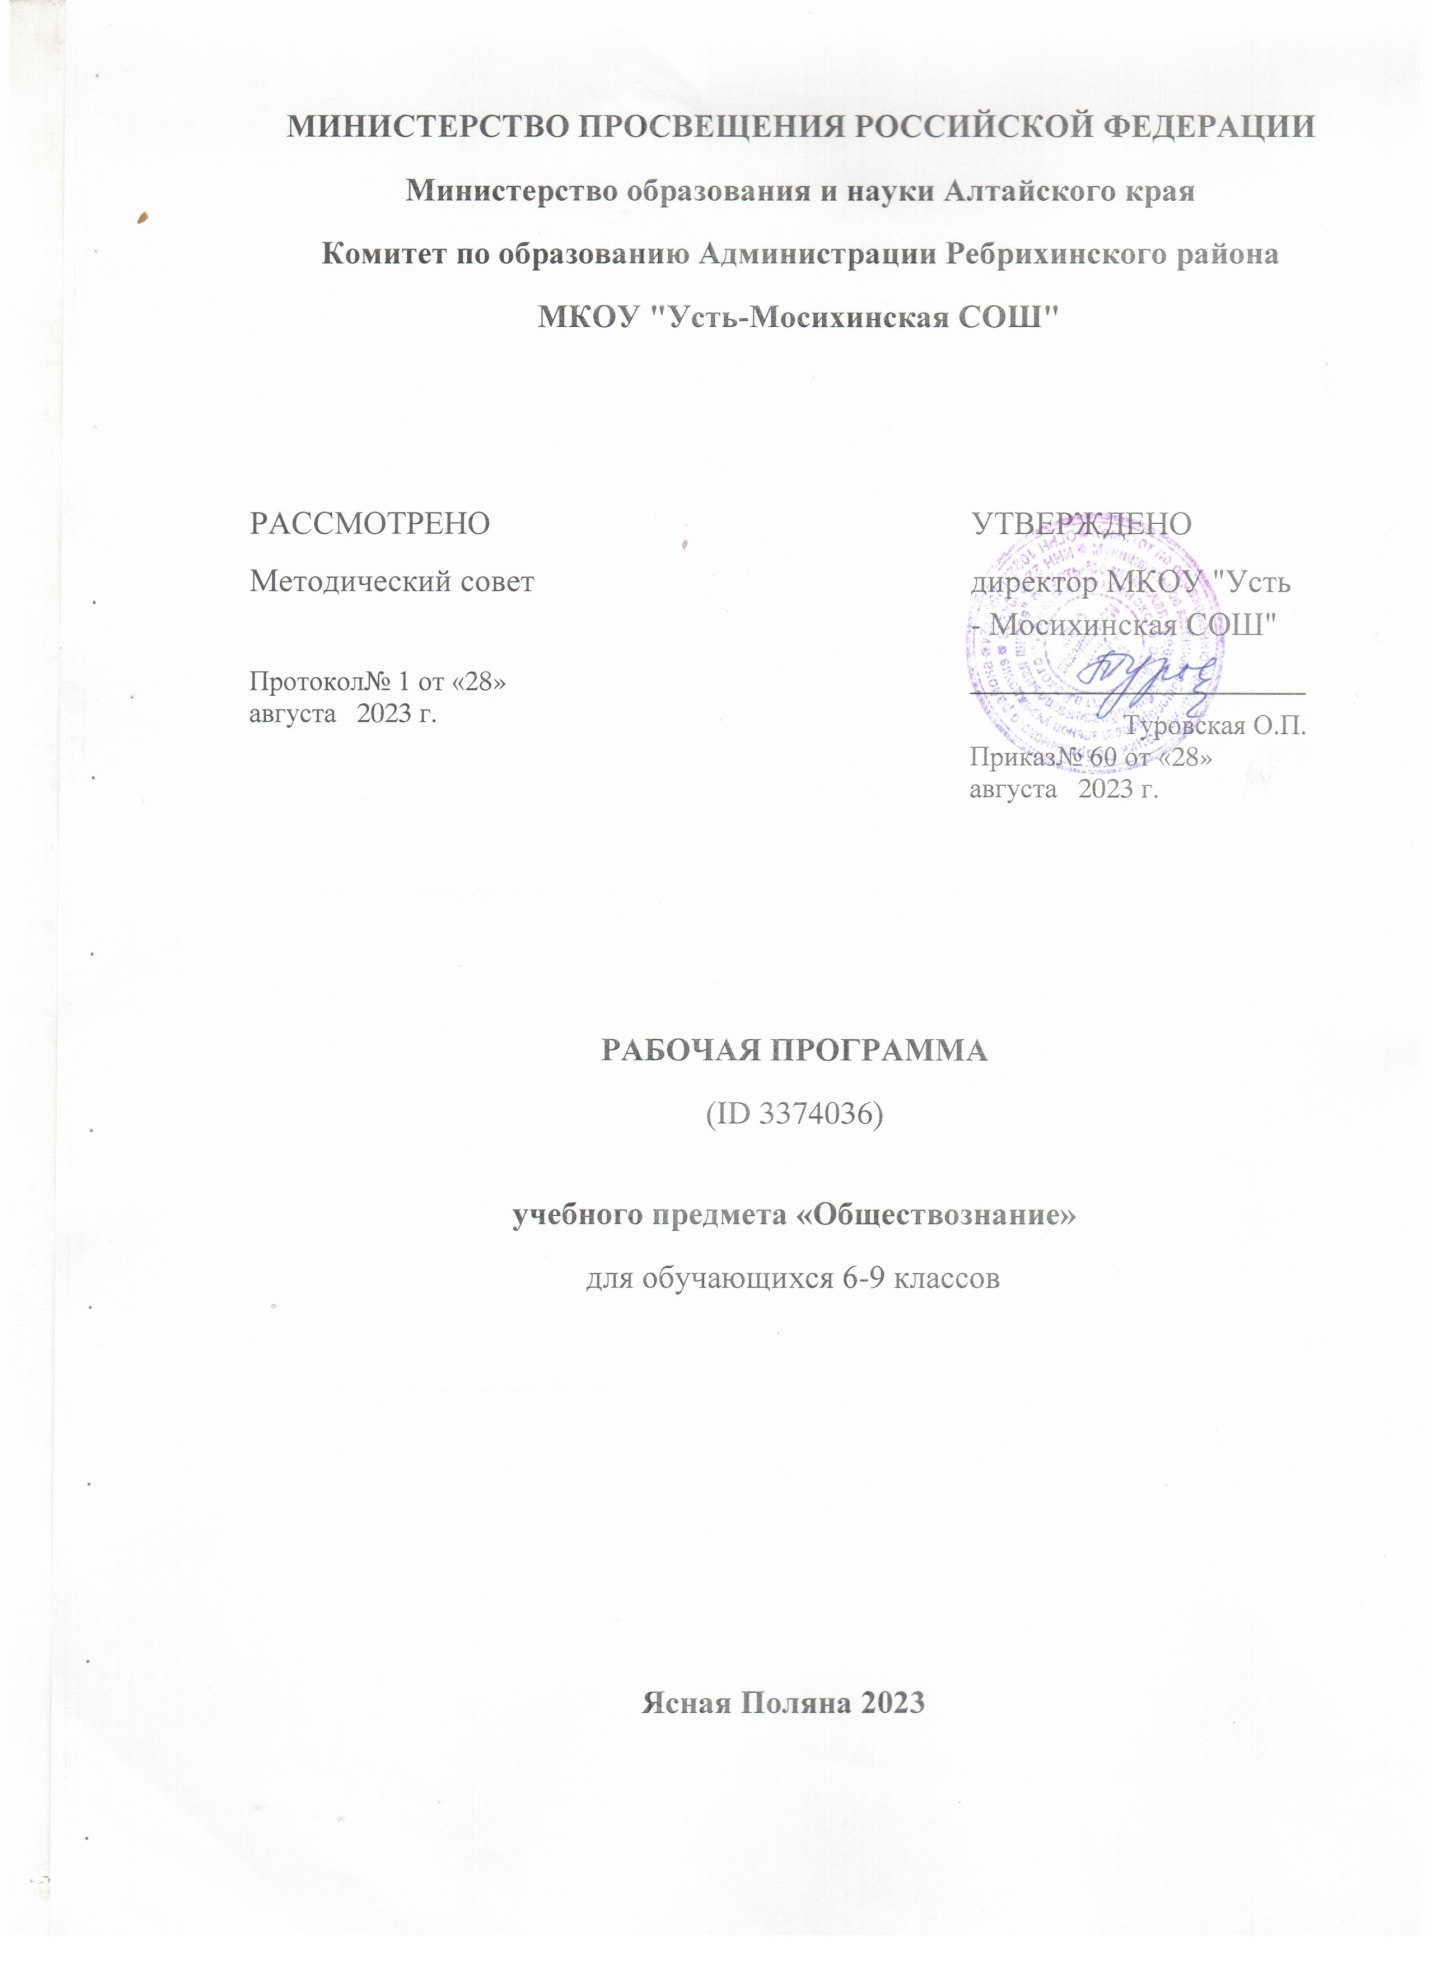 МИНИСТЕРСТВО ПРОСВЕЩЕНИЯ РОССИЙСКОЙ ФЕДЕРАЦИИ
Министерство образования и науки Алтайского края
Комитет по образованию Администрации Ребрихинского района
МКОУ "Усть-Мосихинская СОШ"
РАССМОТРЕНО
Методический совет
Протокол№ 1 от «28»
августа 2023 г.
УТВЕРЖДЕНО
директор МКОУ "Усть
- Мосихинская СОШ"
Туровская О.П.
Приказ№ 60 от «28»
августа 2023 г.
РАБОЧАЯ ПРОГРАММА
(ID 3374036)
учебного предмета «Обществознание»
для обучающихся 6-9 классов
Ясная Поляна 2023